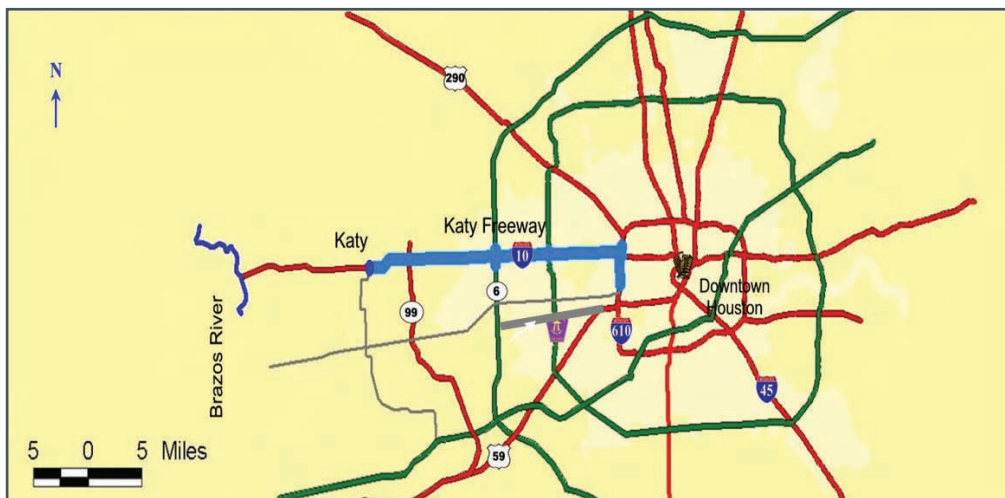 N
290
Katy Freeway
Katy
10
6
99
Downtown
Houston
610
Brazos River
45
59
5 0 5 Miles